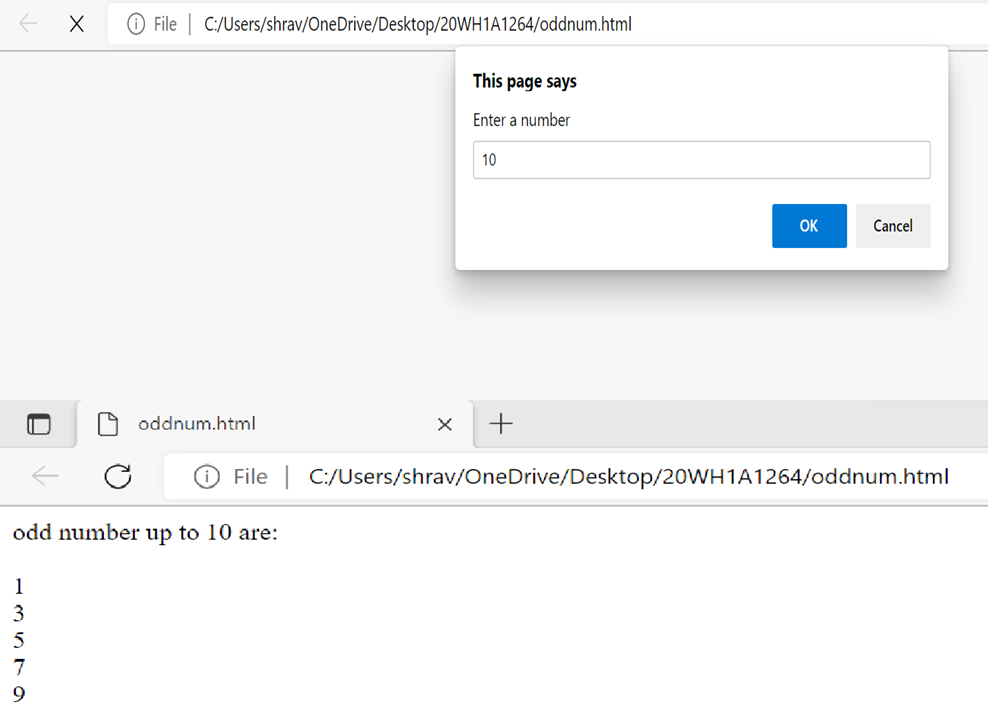 File | C:/Users/shrav/OneDrive/Desktop/20WH1A1264/oddnum.html
This page says
Enter a number
10
OK Cancel
oddnum.html
File | C:/Users/shrav/OneDrive/Desktop/20WH1A1264/oddnum.html
odd number up to 10 are:
1
3
5
7
9